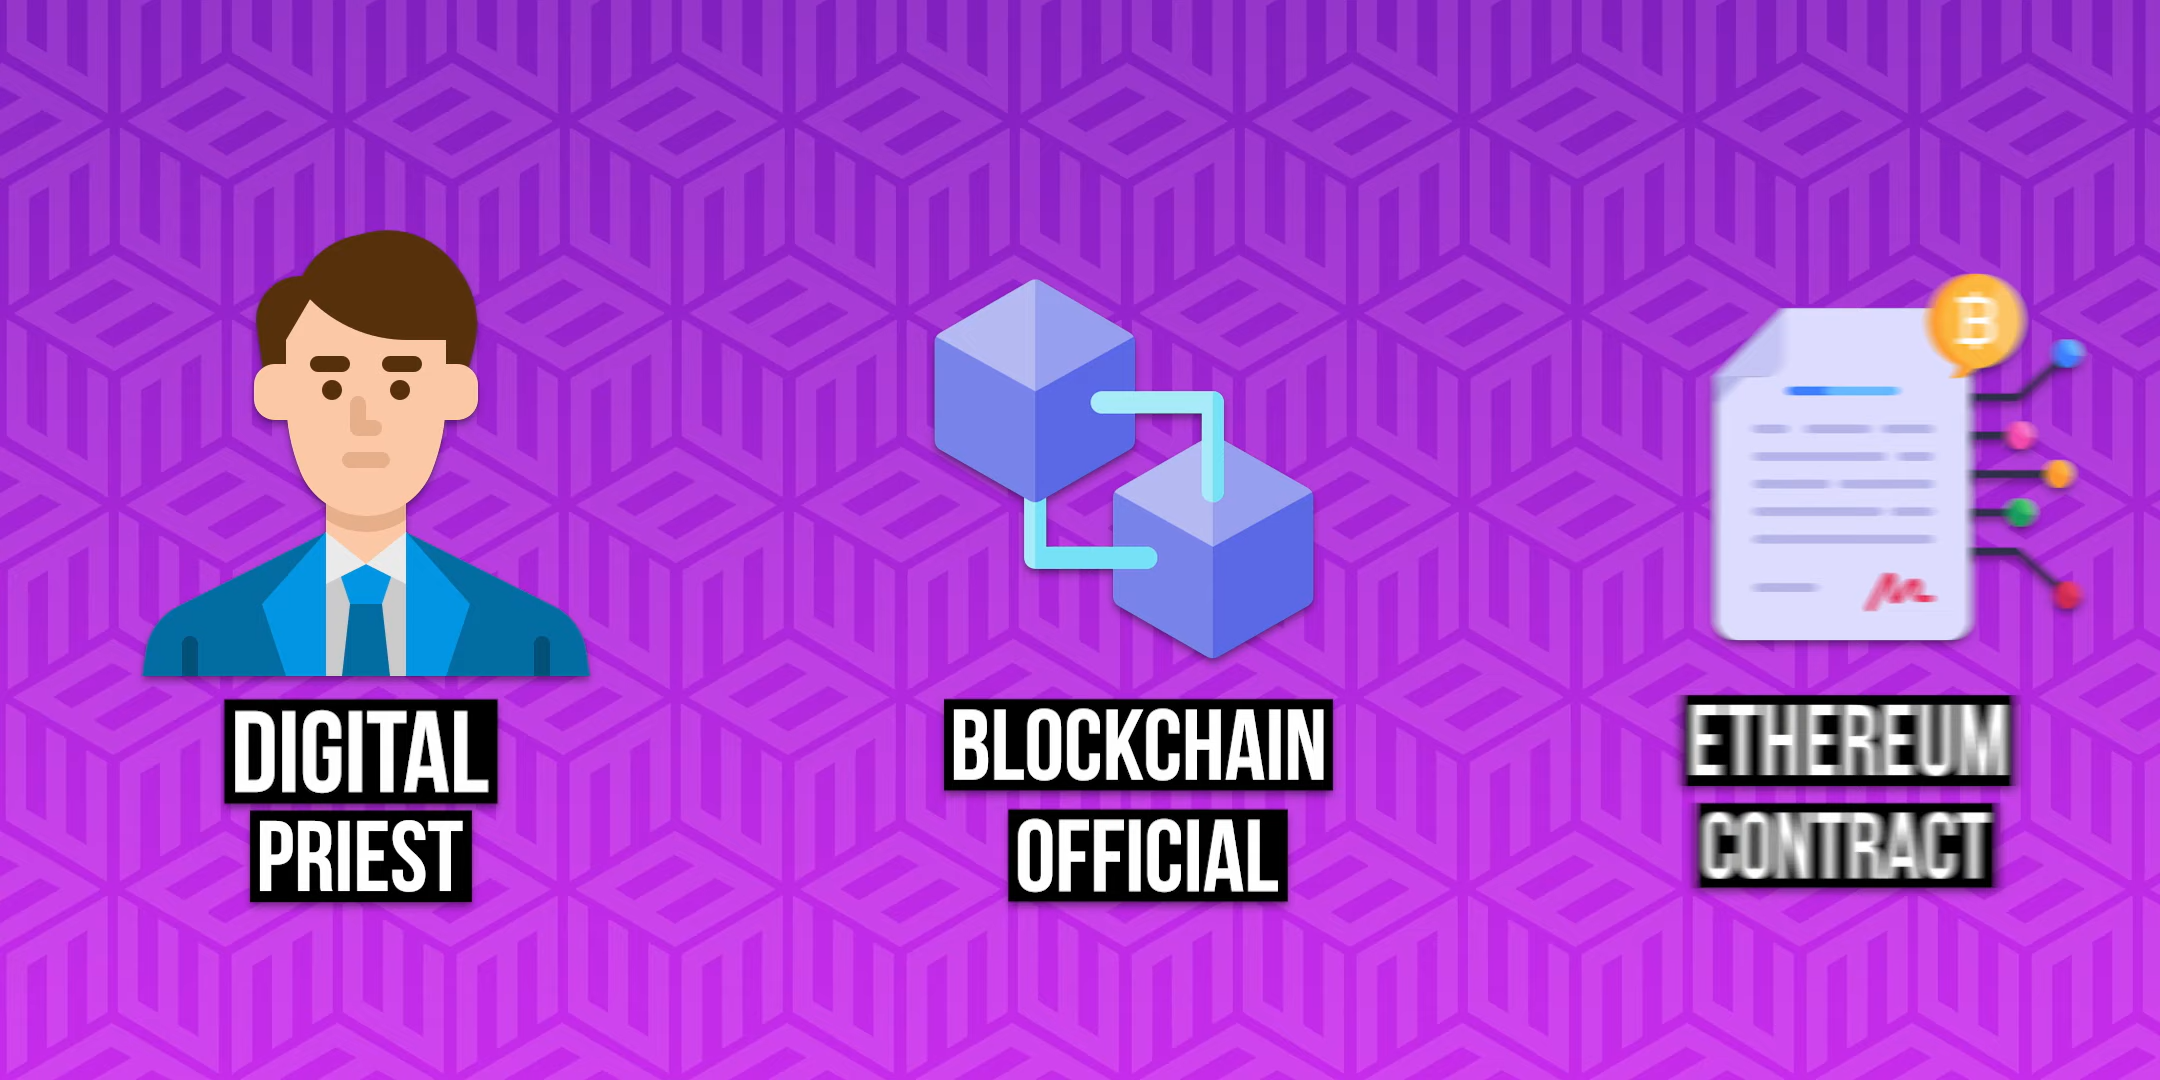 DIGITAL
PRIEST
BLOCKCHAIN
OFFICIAL
B
ETHEREUM
CONTRACT